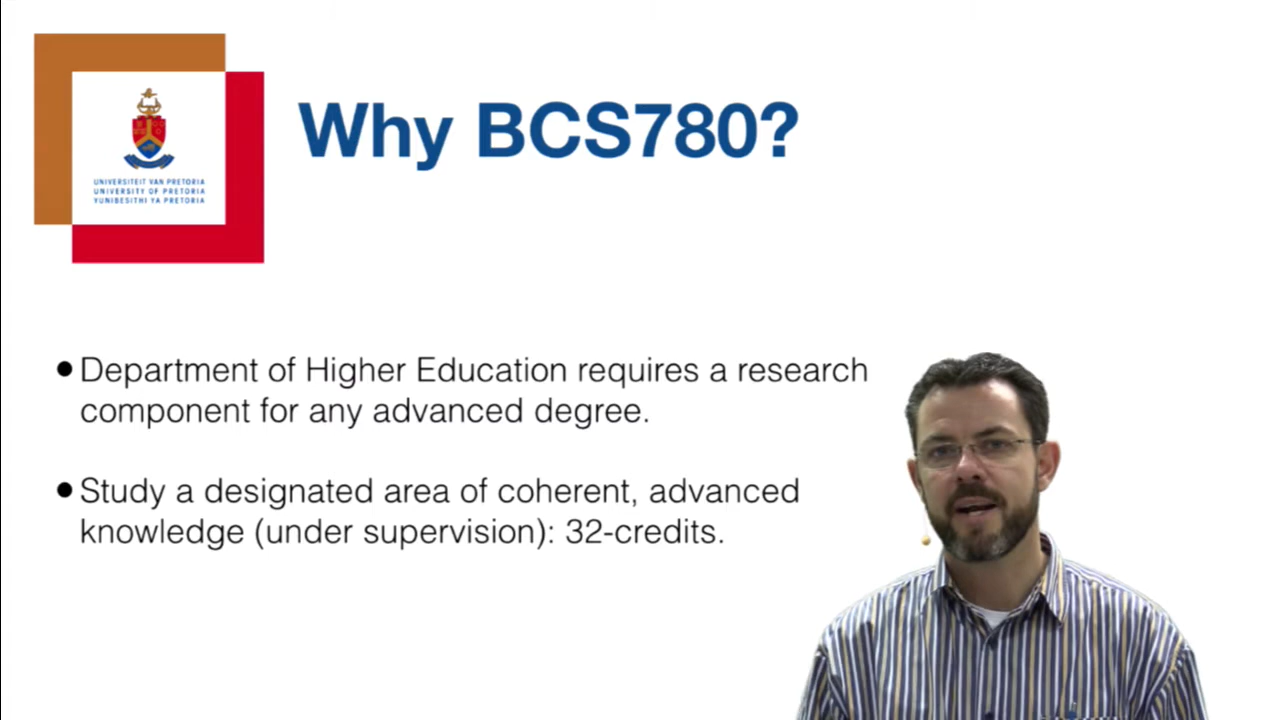 UNIVERSITEIT VAN PRETORIA
UNIVERSITY OF PRETORIA
YUNIBESITHI YA PRETORIA
Why BCS780?
•Department of Higher Education requires a research
component for any advanced degree.
•Study a designated area of coherent, advanced
knowledge (under supervision): 32-credits.